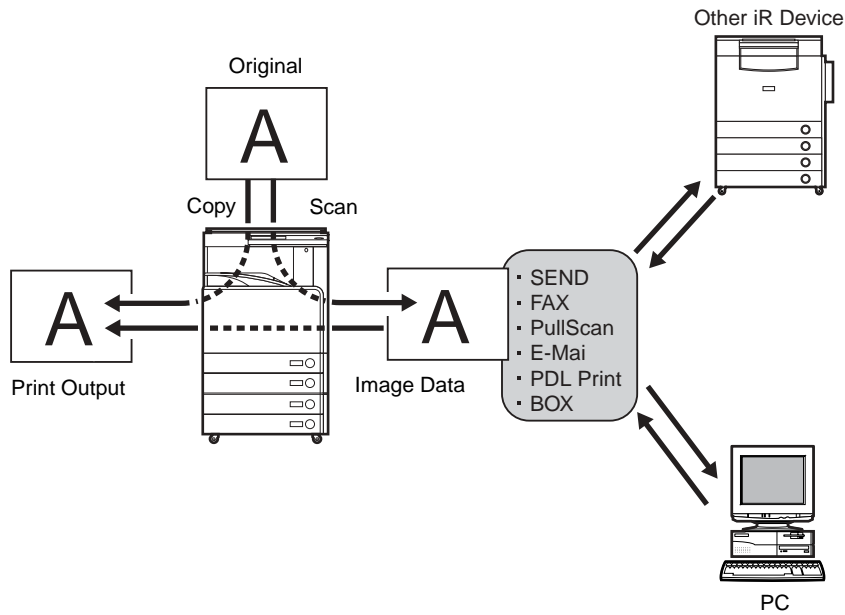 Other iR Device
Original
A
Copy
Scan
A
A
· SEND
· FAX
· PullScan
· E-Mai
· PDL Print
· BOX
Print Output
Image Data
PC